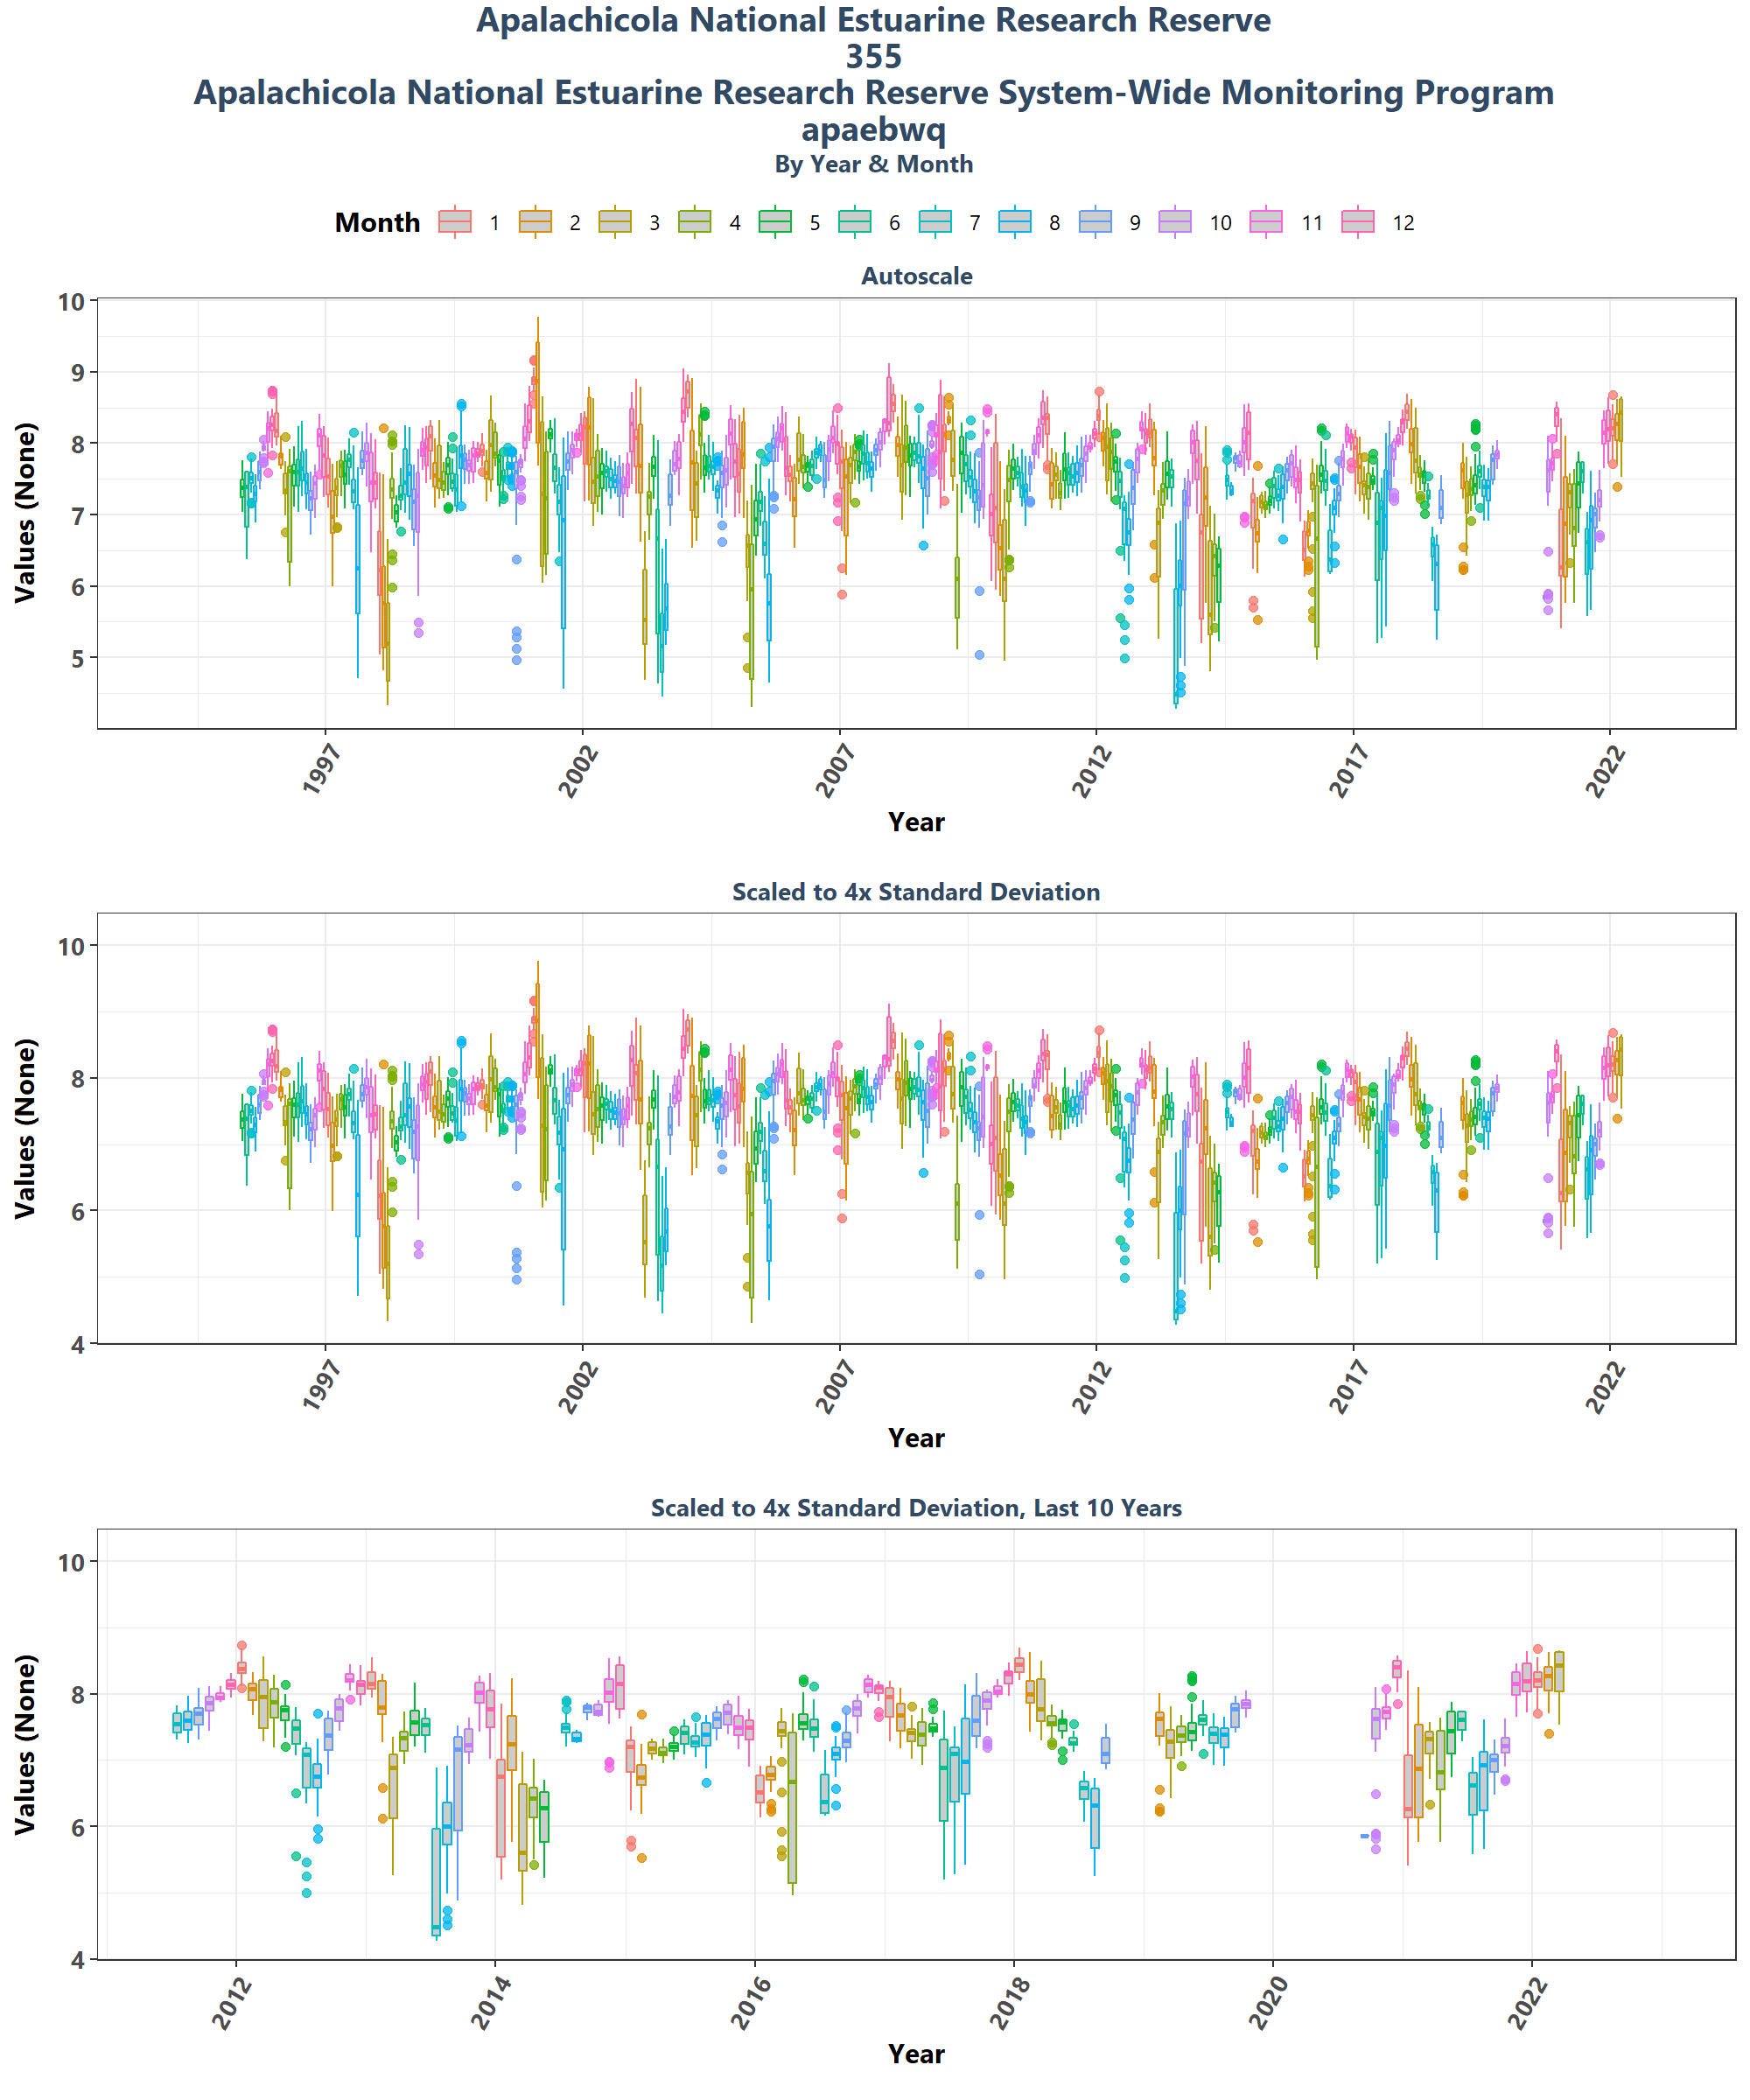 Apalachicola National Estuarine Research Reserve
355
Apalachicola National Estuarine Research Reserve System-Wide Monitoring Program
apaebwq
By Year & Month
Month 1 2 3 4 5 6 7 8 9 10 11 12
Autoscale
Values (None)
10
9
8
7
6
5
1997 2002 2007 2012 2017 2022
Year
Scaled to 4x Standard Deviation
Values (None)
10
8
6
4
1997 2002 2007 2012 2017 2022
Year
Scaled to 4x Standard Deviation, Last 10 Years
Values (None)
10
8
6
4
2012 2014 2016 2018 2020 2022
Year